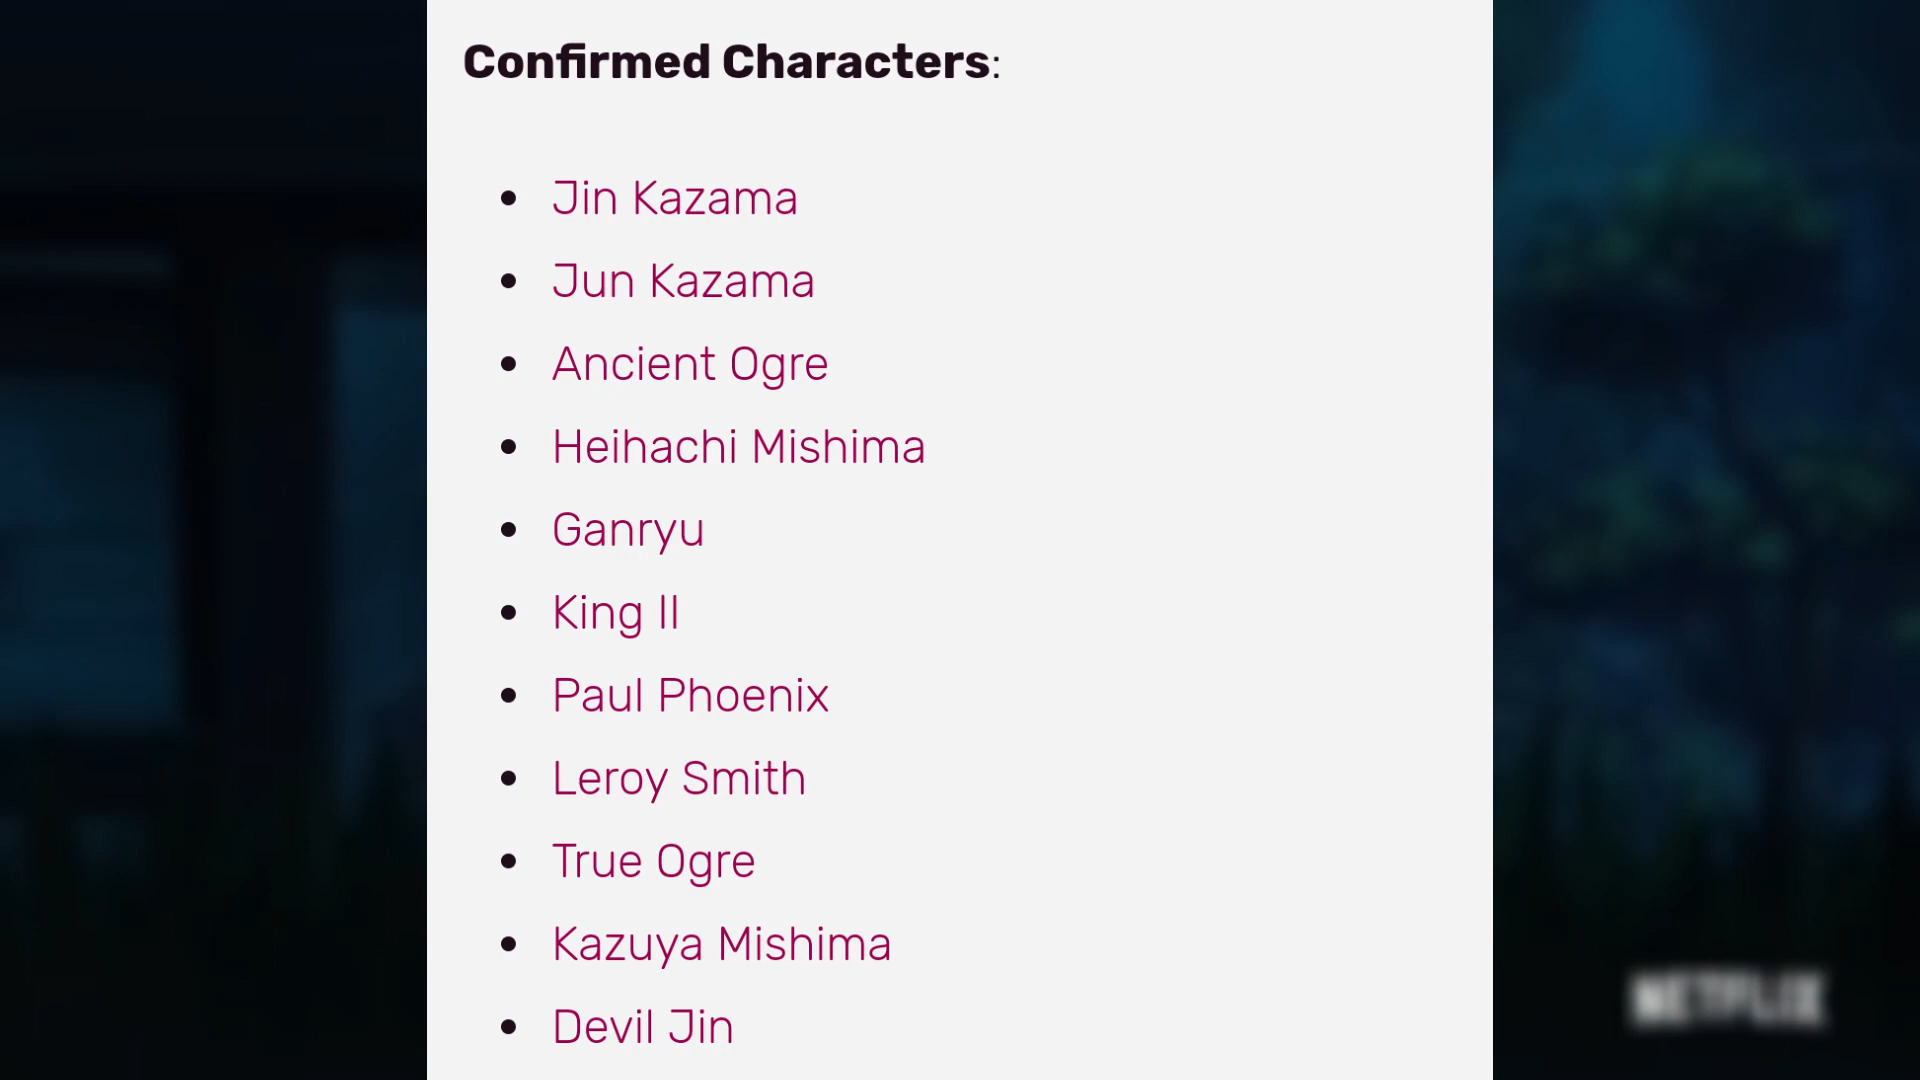 Confirmed Characters:
Jin Kazama
Jun Kazama
Ancient Ogre
Heihachi Mishima
Ganryu
King II
Paul Phoenix
Leroy Smith
True Ogre
Kazuya Mishima
Devil Jin
NETFLIX